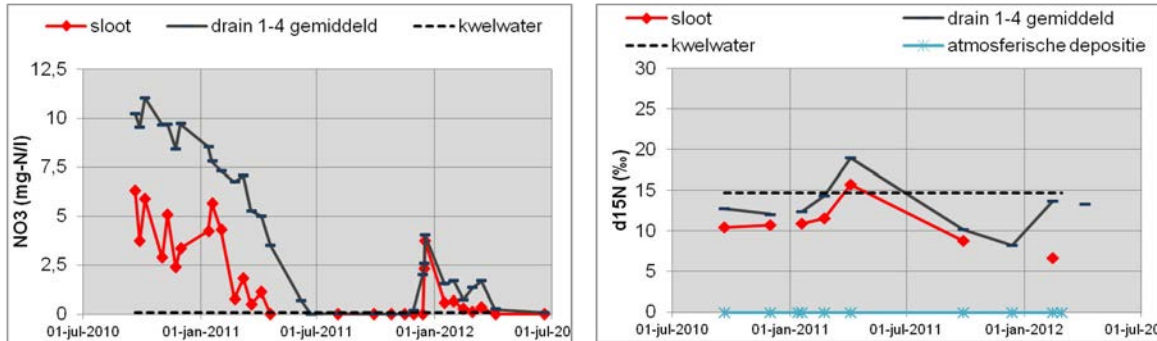 sloot drain 1-4 gemiddeld kwelwater
12,5
10
7,5
5
2,5
0
NO3 (mg-N/l)
01-jul-2010 01-jan-2011 01-jul-2011 01-jan-2012 01-jul-20
sloot drain 1-4 gemiddeld
kwelwater atmosferische depositie
30
25
20
15
10
5
0
d15N (‰)
01-jul-2010 01-jan-2011 01-jul-2011 01-jan-2012 01-jul-20